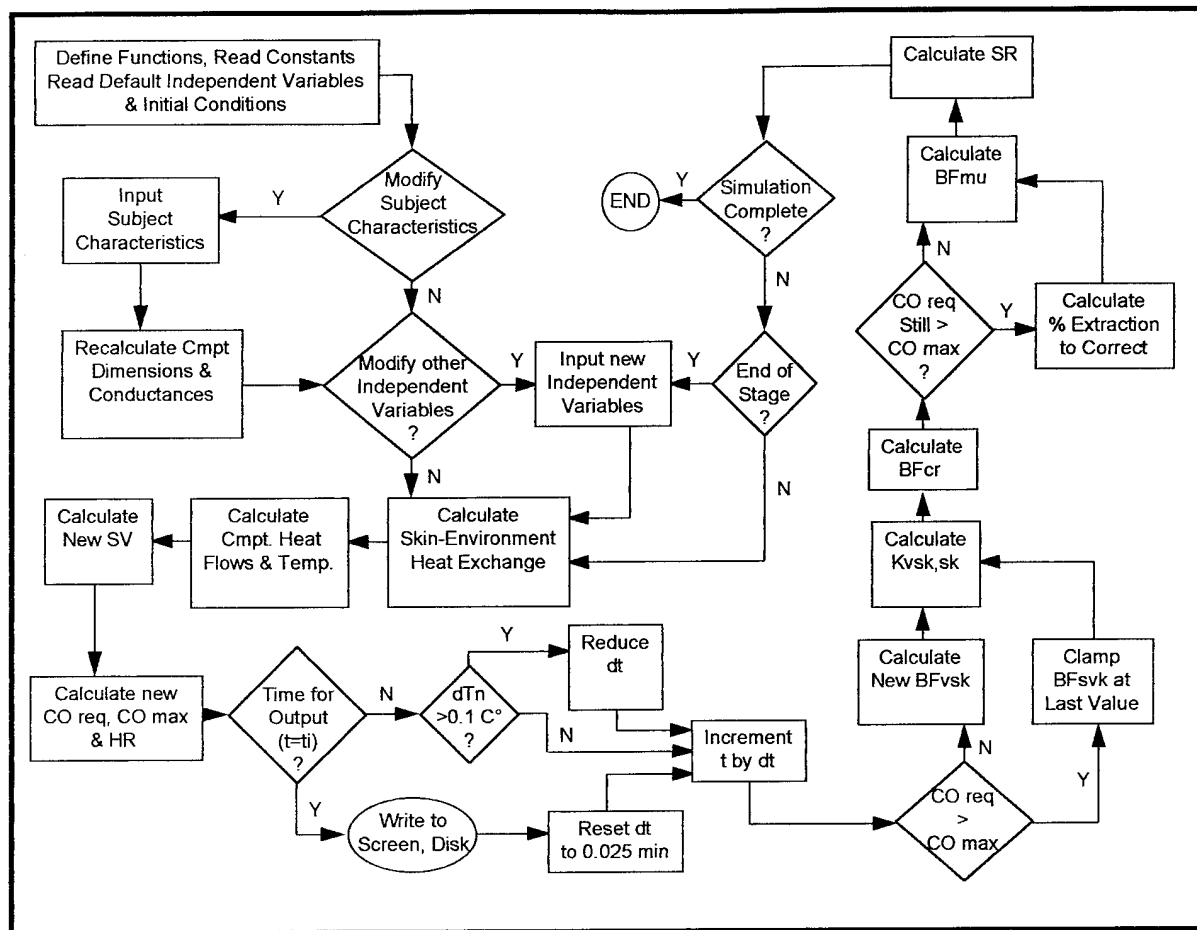 Define Functions, Read Constants
Read Default Independent Variables
& Initial Conditions
Modify
Subject
Characteristics
Y
Input
Subject
Characteristics
N
Recalculate Cmpt
Dimensions &
Conductances
Modify other
Independent
Variables
?
Y
Input new
Independent
Variables
N
Calculate
Skin-Environment
Heat Exchange
Calculate
Cmpt. Heat
Flows & Temp.
Calculate
New SV
Calculate new
CO req, CO max
& HR
Time for
Output
(t=ti)
?
N
Y
Write to
Screen, Disk
Reset dt
to 0.025 min
dTn
>0.1 C°
?
Y
Reduce
dt
N
Increment
t by dt
CO req
>
CO max
N
Y
Calculate
New BFvsk
Clamp
BFsvk at
Last Value
Calculate
Kvsk,sk
Calculate
BFcr
CO req
Still >
CO max
?
Y
Calculate
% Extraction
to Correct
N
Calculate
BFmu
Calculate SR
Simulation
Complete
?
Y
END
N
End of
Stage
?
Y
N